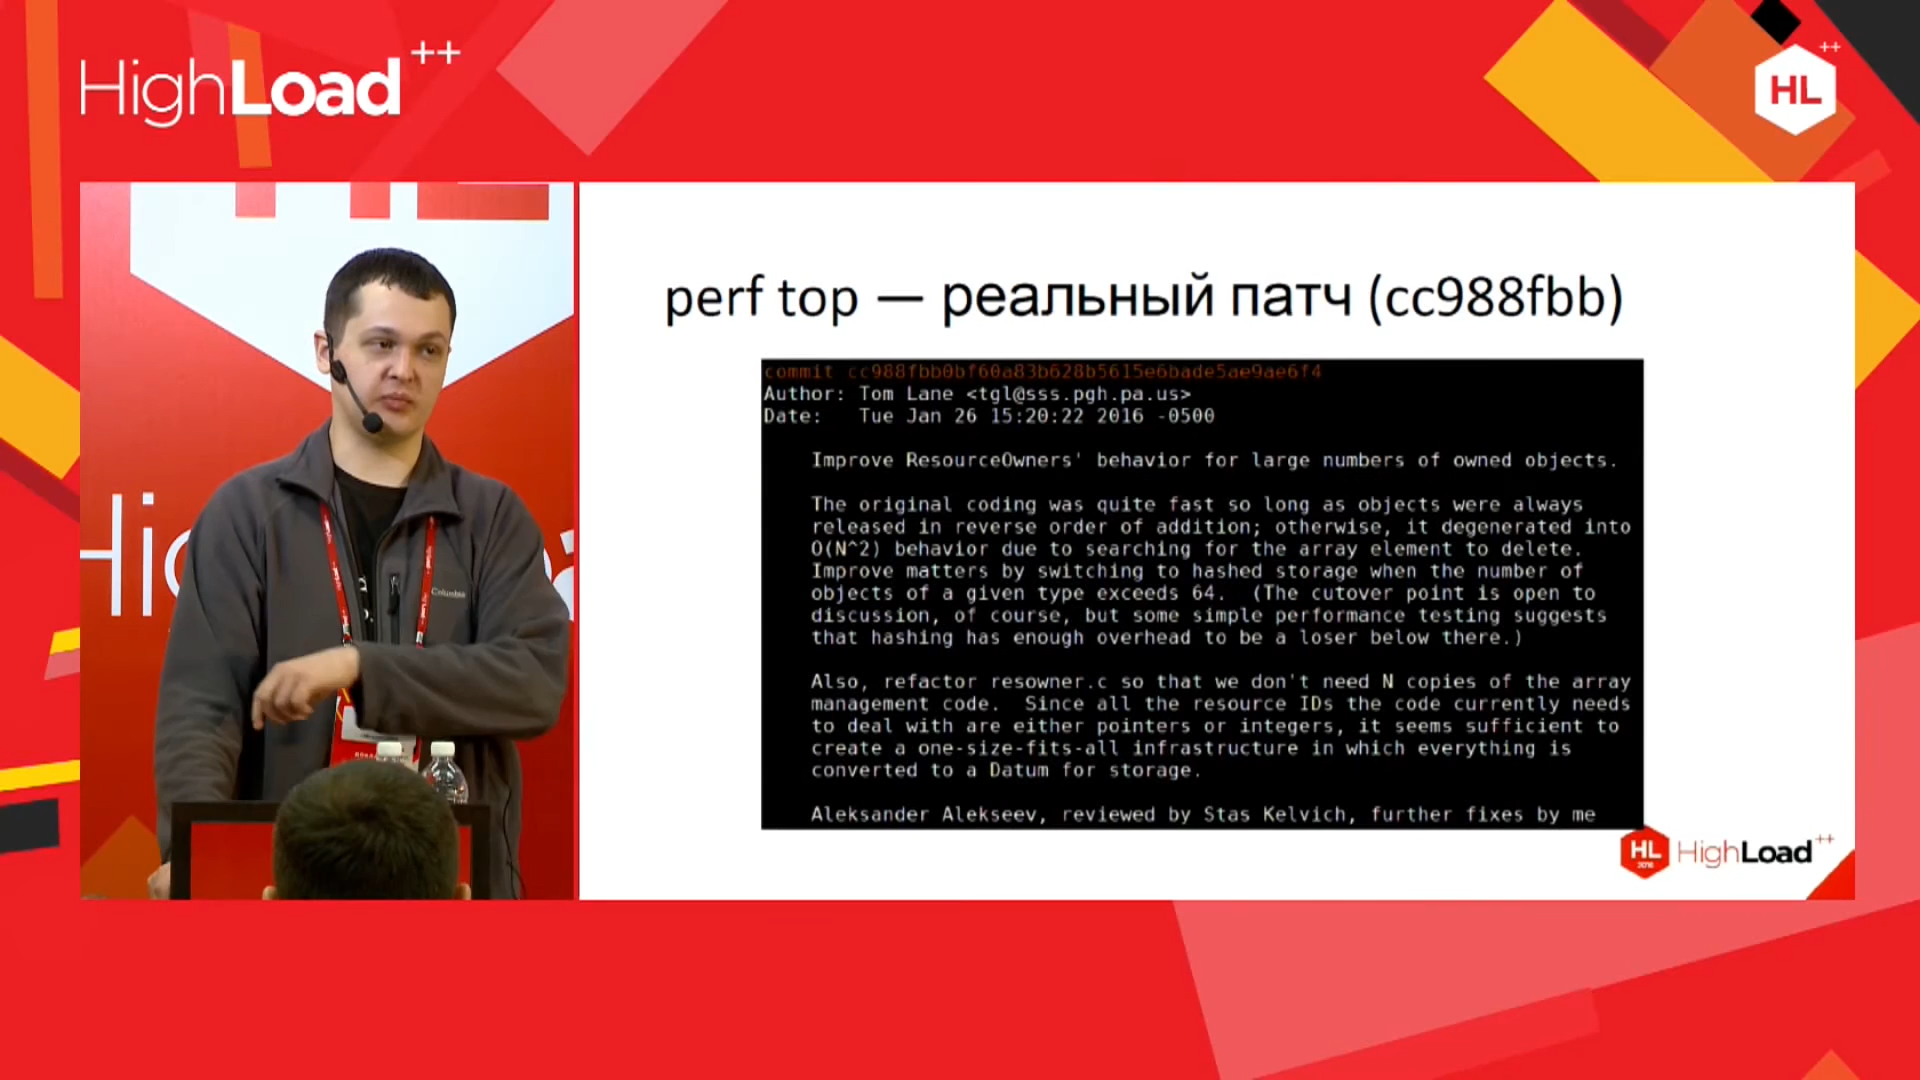 HighLoad++
HL++
perf top — реальный патч (cc988fbb)
commit cc988fbb0bf60a83b628b5615e6bade5ae9ae6f4
Author: Tom Lane <tgl@sss.pgh.pa.us>
Date:   Tue Jan 26 15:20:22 2016 -0500
Improve ResourceOwners' behavior for large numbers of owned objects.
The original coding was quite fast so long as objects were always
released in reverse order of addition; otherwise, it degenerated into
O(N^2) behavior due to searching for the array element to delete.
Improve matters by switching to hashed storage when the number of
objects of a given type exceeds 64.  (The cutover point is open to
discussion, of course, but some simple performance testing suggests
that hashing has enough overhead to be a loser below there.)
Also, refactor resowner.c so that we don't need N copies of the array
management code.  Since all the resource IDs the code currently needs
to deal with are either pointers or integers, it seems sufficient to
create a one-size-fits-all infrastructure in which everything is
converted to a Datum for storage.
Aleksander Alekseev, reviewed by Stas Kelvich, further fixes by me
HL
2016
HighLoad++
Columbia
Hi